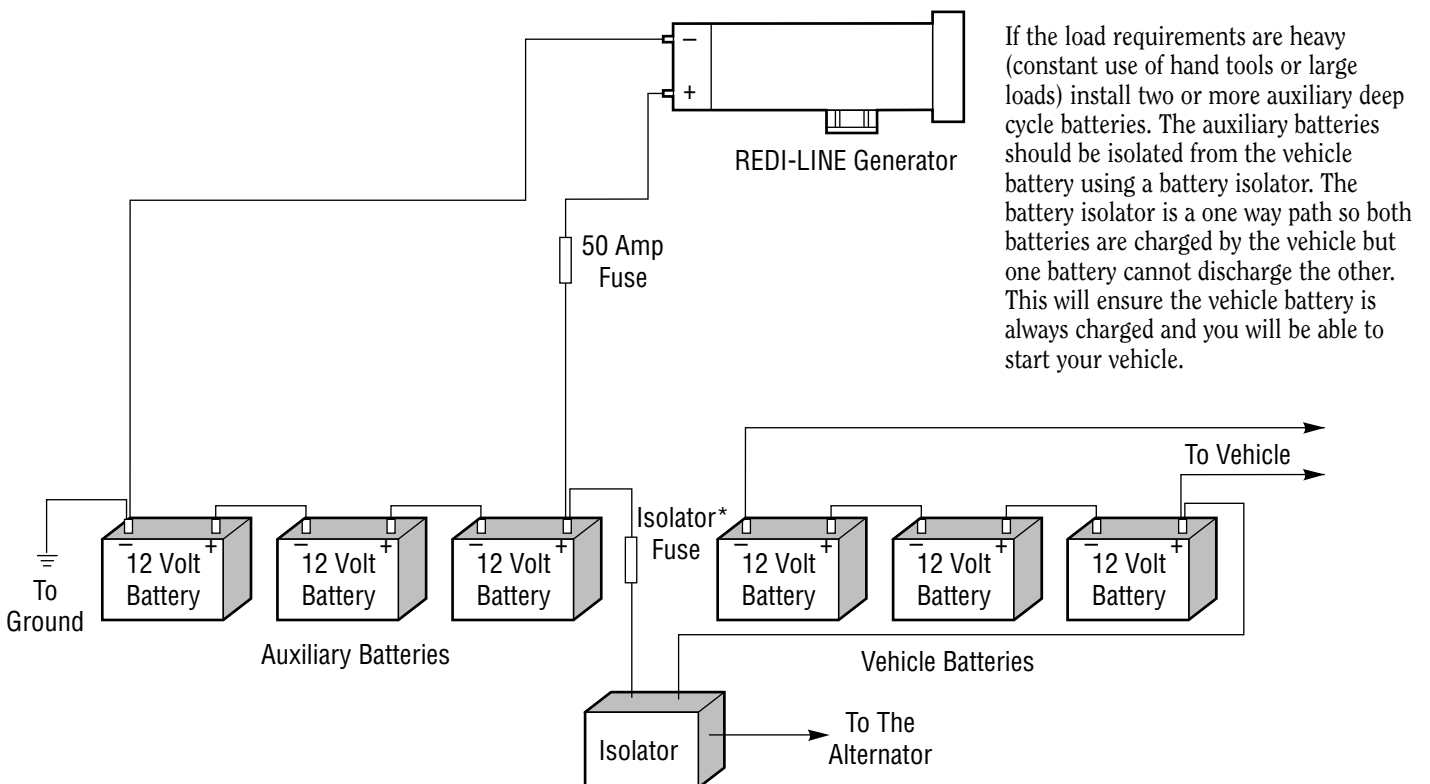 −
+
REDI-LINE Generator
If the load requirements are heavy
(constant use of hand tools or large
loads) install two or more auxiliary deep
cycle batteries. The auxiliary batteries
should be isolated from the vehicle
battery using a battery isolator. The
battery isolator is a one way path so both
batteries are charged by the vehicle but
one battery cannot discharge the other.
This will ensure the vehicle battery is
always charged and you will be able to
start your vehicle.
50 Amp
Fuse
To Vehicle
To
Ground
− +
12 Volt
Battery
− +
12 Volt
Battery
− +
12 Volt
Battery
Auxiliary Batteries
Isolator*
Fuse
− +
12 Volt
Battery
− +
12 Volt
Battery
− +
12 Volt
Battery
Vehicle Batteries
Isolator
To The
Alternator